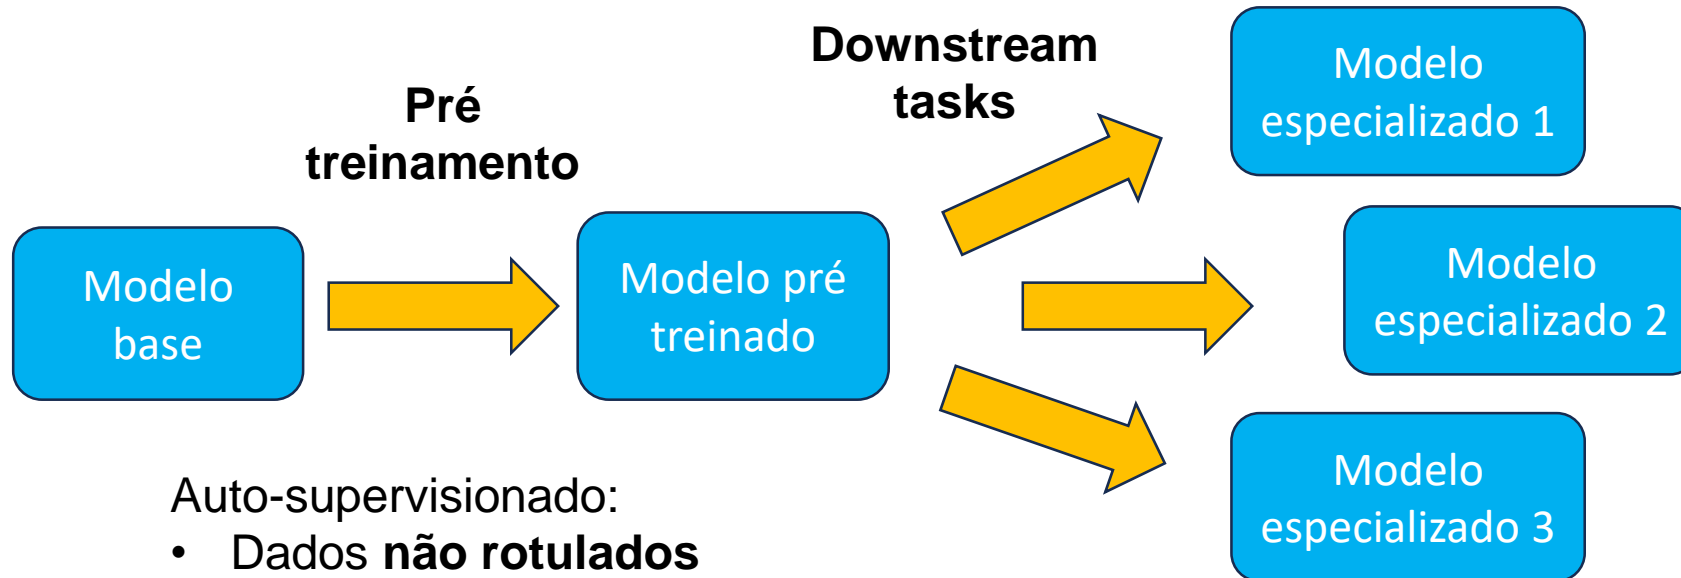 Pré
treinamento
Downstream
tasks
Modelo
base
Modelo pré
treinado
Modelo
especializado 1
Modelo
especializado 2
Modelo
especializado 3
Auto-supervisionado:
• Dados não rotulados